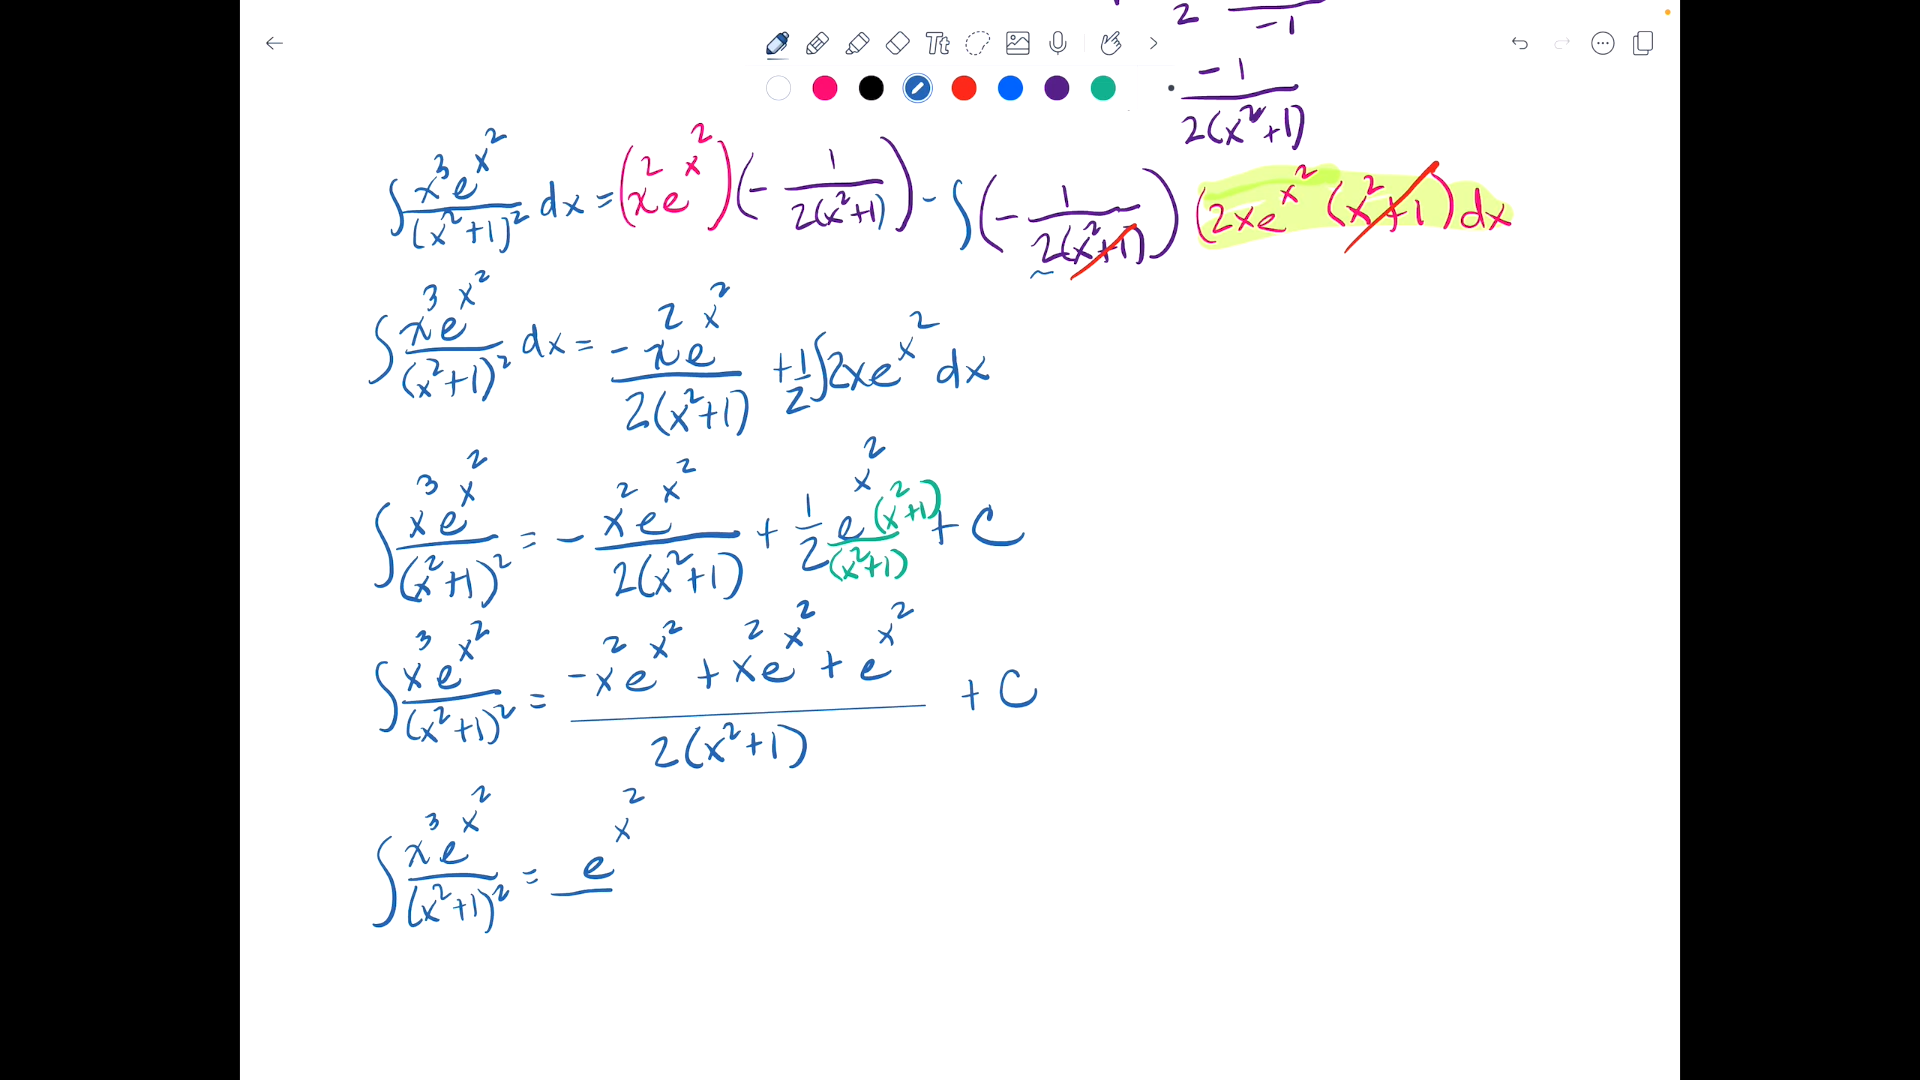 2 / -1
-1 / 2(x²+1)
∫ x³e^x² / (x²+1)² dx = (x²e^x²)(- 1 / 2(x²+1)) - ∫(- 1 / 2(x²+1))(2xe^x²(x²+1)dx
∫ x³e^x² / (x²+1)² dx = -x²e^x² / 2(x²+1) + 1/2 ∫2xe^x² dx
∫ x³e^x² / (x²+1)² = - x²e^x² / 2(x²+1) + 1/2 e^x² (x²+1) / (x²+1) + C
∫ x³e^x² / (x²+1)² = -x²e^x² + x²e^x² + e^x² / 2(x²+1) + C
∫ x³e^x² / (x²+1)² = e^x²